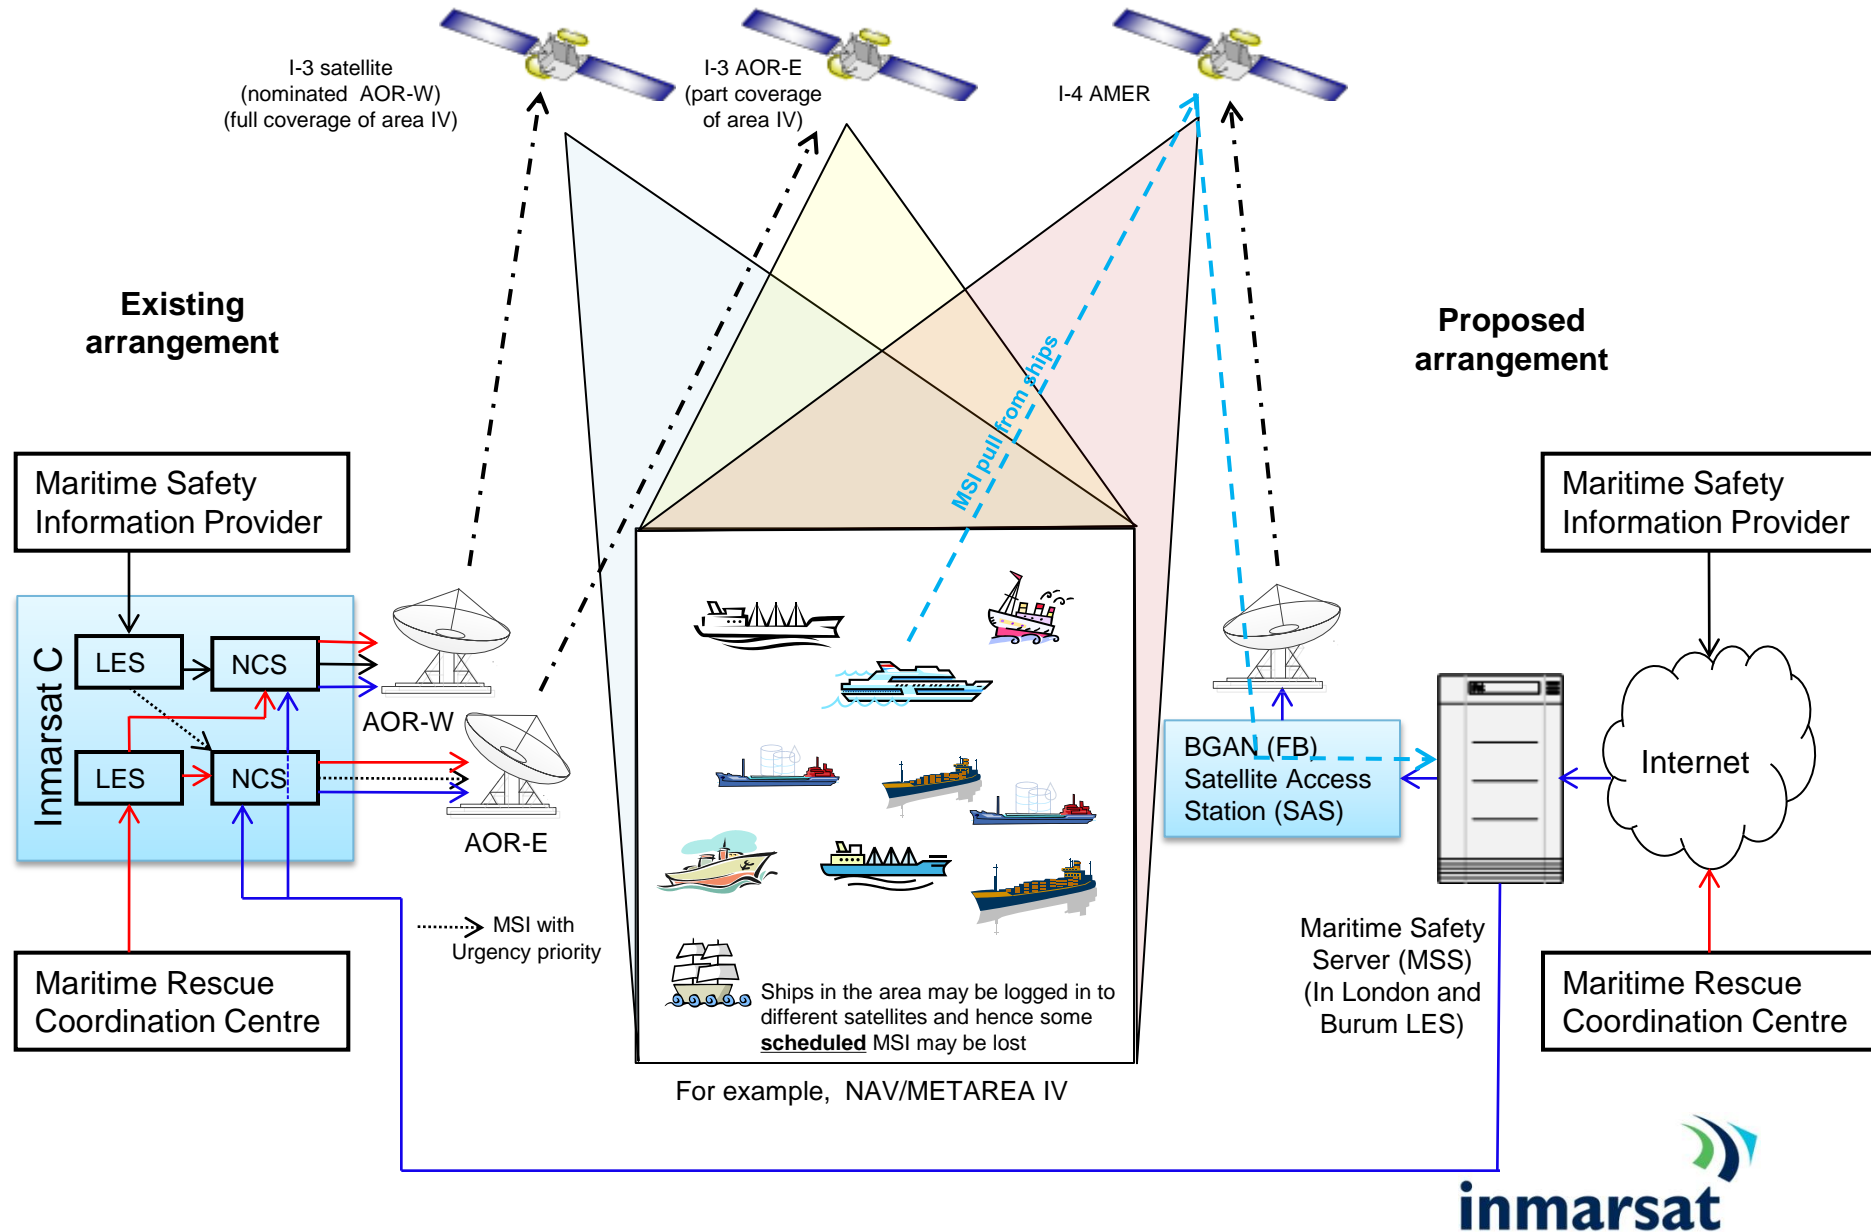 I-3 satellite
(nominated AOR-W)
(full coverage of area IV)
I-3 AOR-E
(part coverage
of area IV)
I-4 AMER
Existing
arrangement
Proposed
arrangement
MSI pull from ships
Maritime Safety
Information Provider
Inmarsat C
LES
NCS
LES
NCS
AOR-W
AOR-E
MSI with
Urgency priority
Maritime Rescue
Coordination Centre
Ships in the area may be logged in to
different satellites and hence some
scheduled MSI may be lost
For example, NAV/METAREA IV
BGAN (FB)
Satellite Access
Station (SAS)
Maritime Safety
Server (MSS)
(In London and
Burum LES)
Maritime Safety
Information Provider
Internet
Maritime Rescue
Coordination Centre
inmarsat